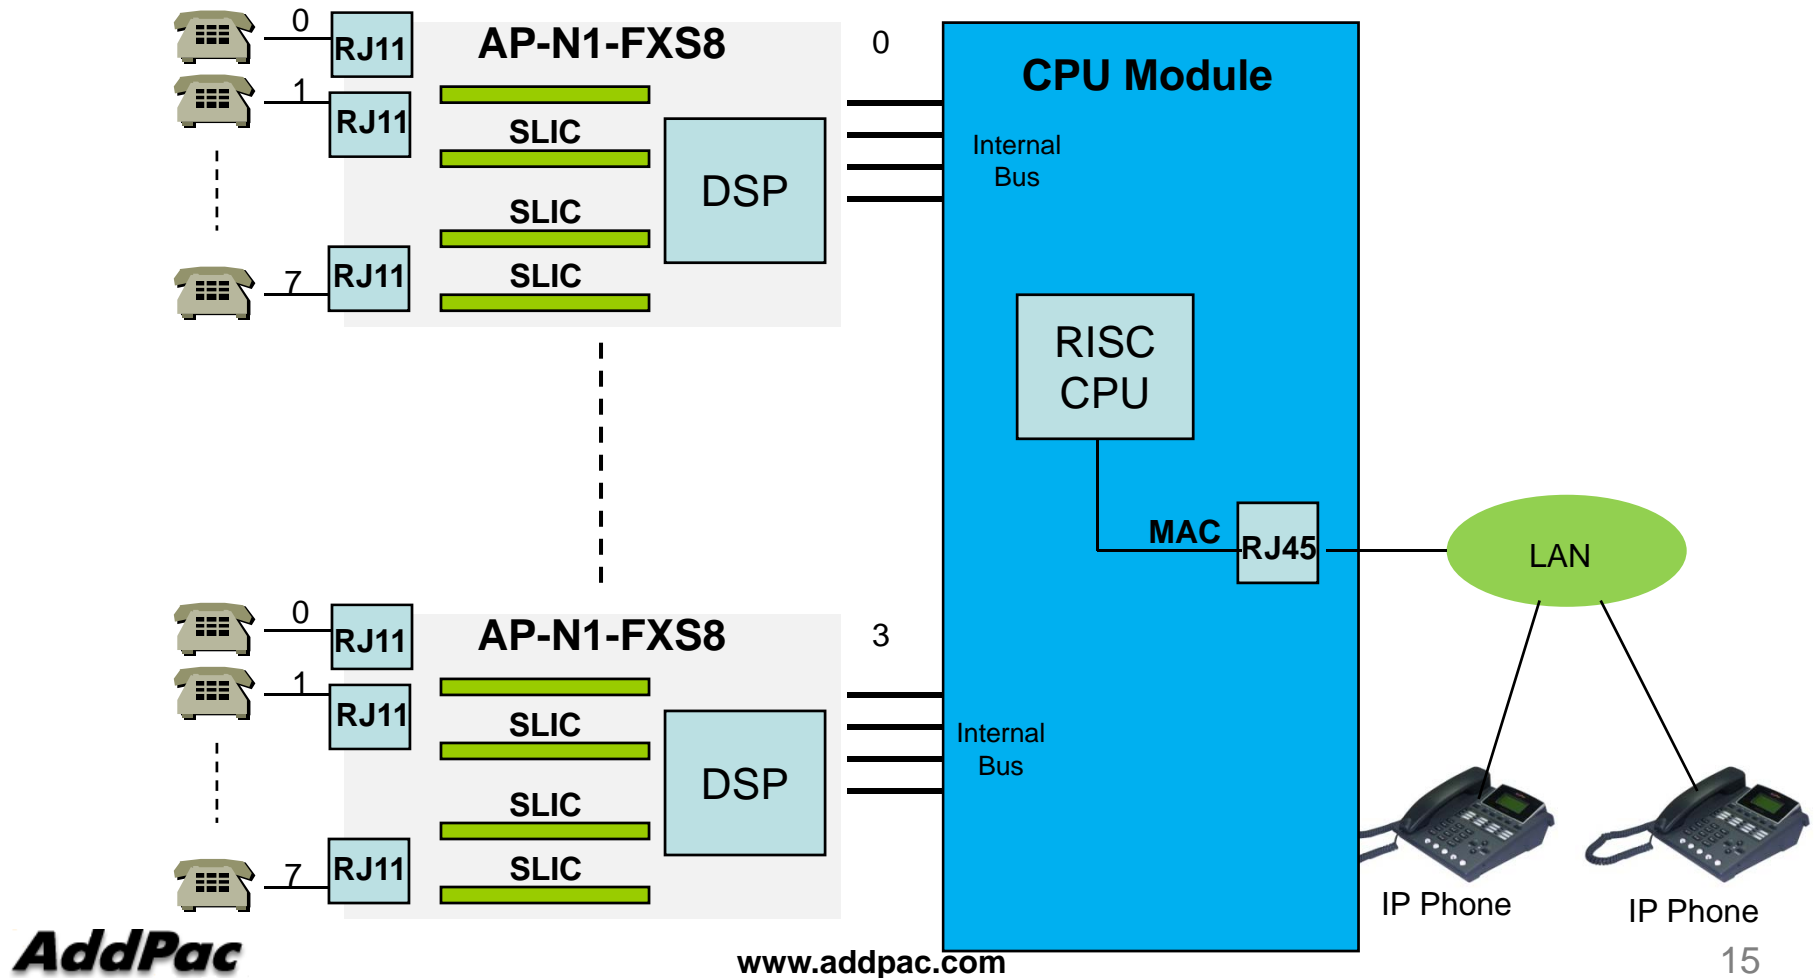 0
RJ11
AP-N1-FXS8
0
CPU Module
1
RJ11
SLIC
DSP
Internal
Bus
SLIC
7
RJ11
SLIC
RISC
CPU
MAC
RJ45
LAN
0
RJ11
AP-N1-FXS8
3
1
RJ11
SLIC
DSP
Internal
Bus
SLIC
7
RJ11
SLIC
IP Phone
IP Phone
AddPac
www.addpac.com
15